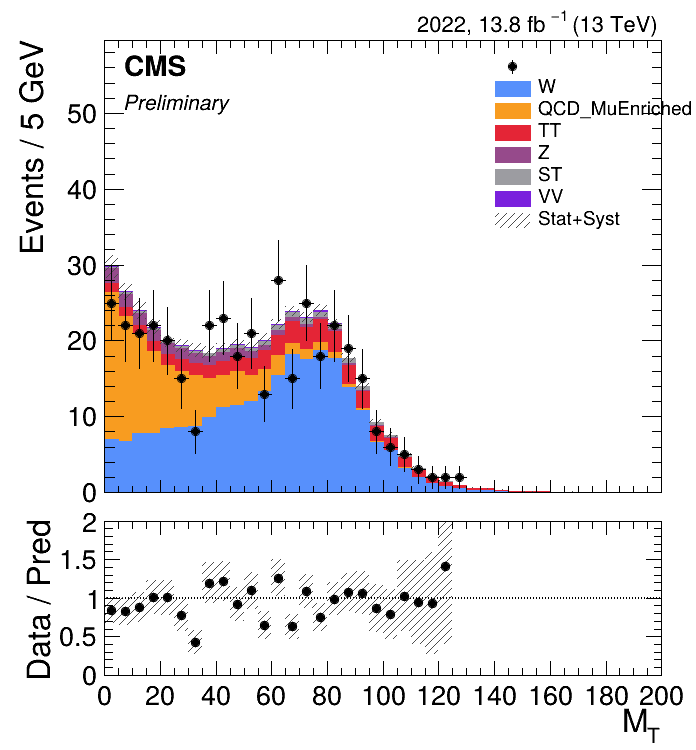 2022, 13.8 fb⁻¹ (13 TeV)
CMS
Preliminary
W
QCD_MuEnriched
TT
Z
ST
VV
Stat+Syst
Events / 5 GeV
50
40
30
20
10
0
Data / Pred
2
1.5
1
0.5
0
0 20 40 60 80 100 120 140 160 180 200
M_T